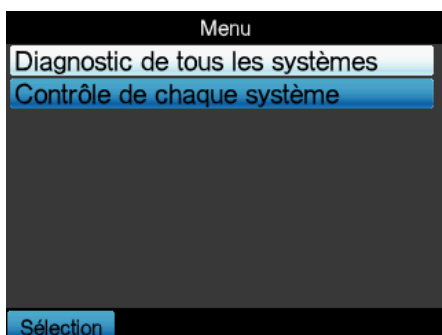 Menu
Diagnostic de tous les systèmes
Contrôle de chaque système
Sélection